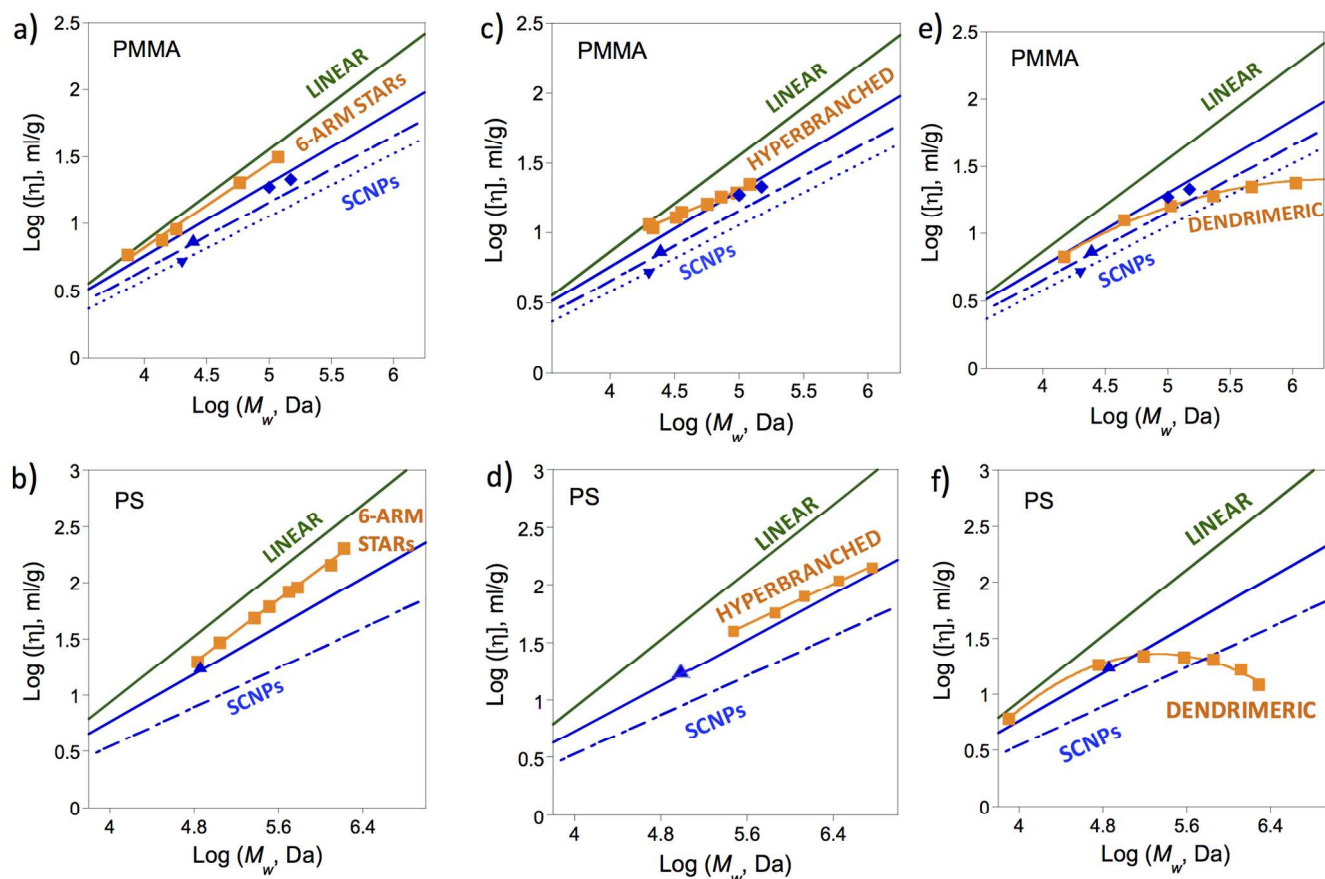 a)
PMMA
LINEAR
6-ARM STARs
SCNPs
Log ([η], ml/g)
2.5
2
1.5
1
0.5
0
4
4.5
5
5.5
6
Log (Mw, Da)
c)
PMMA
LINEAR
HYPERBRANCHED
SCNPs
Log ([η], ml/g)
2.5
2
1.5
1
0.5
0
4
4.5
5
5.5
6
Log (Mw, Da)
e)
PMMA
LINEAR
DENDRIMERIC
SCNPs
Log ([η], ml/g)
2.5
2
1.5
1
0.5
0
4
4.5
5
5.5
6
Log (Mw, Da)
b)
PS
LINEAR
6-ARM
STARs
SCNPs
Log ([η], ml/g)
3
2.5
2
1.5
1
0.5
0
4
4.8
5.6
6.4
Log (Mw, Da)
d)
PS
LINEAR
HYPERBRANCHED
SCNPs
Log ([η], ml/g)
3
2.5
2
1.5
1
0.5
0
4
4.8
5.6
6.4
Log (Mw, Da)
f)
PS
LINEAR
DENDRIMERIC
SCNPs
Log ([η], ml/g)
3
2.5
2
1.5
1
0.5
0
4
4.8
5.6
6.4
Log (Mw, Da)